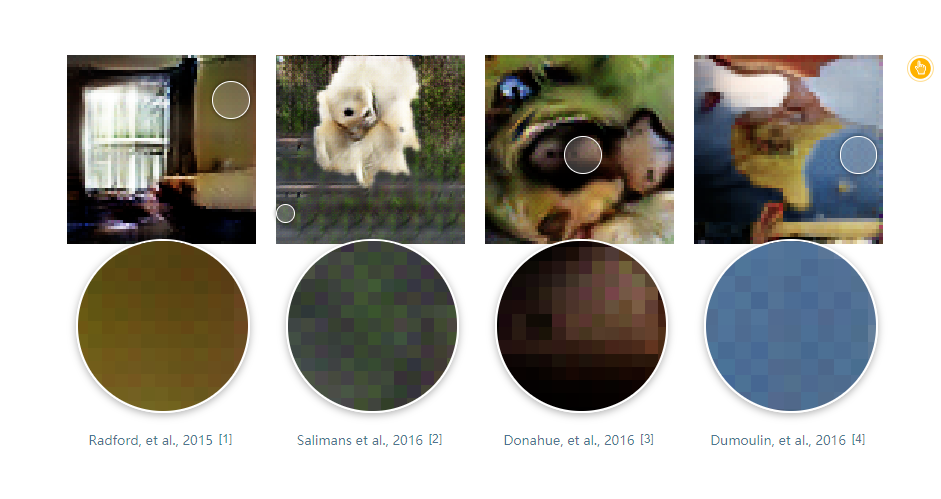 Radford, et al., 2015 [1]
Salimans et al., 2016 [2]
Donahue, et al., 2016 [3]
Dumoulin, et al., 2016 [4]